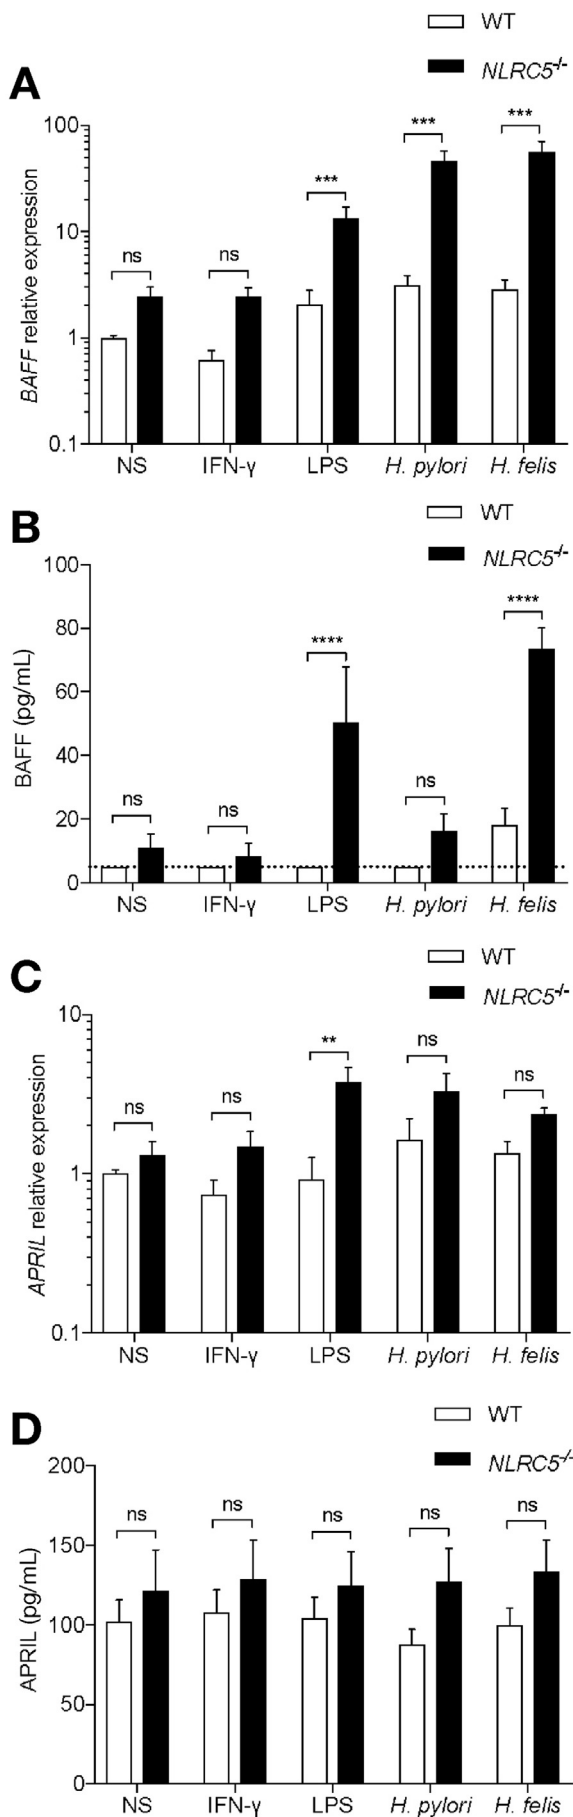 WT
NLRC5-/-
A
***
***
***
ns
ns
100
10
1
0.1
BAFF relative expression
NS IFN-γ LPS H. pylori H. felis
WT
NLRC5-/-
B
****
****
ns
ns
ns
100
80
60
40
20
0
BAFF (pg/mL)
NS IFN-γ LPS H. pylori H. felis
WT
NLRC5-/-
C
**
ns
ns
ns
ns
10
1
0.1
APRIL relative expression
NS IFN-γ LPS H. pylori H. felis
WT
NLRC5-/-
D
ns ns ns ns ns
200
150
100
50
0
APRIL (pg/mL)
NS IFN-γ LPS H. pylori H. felis